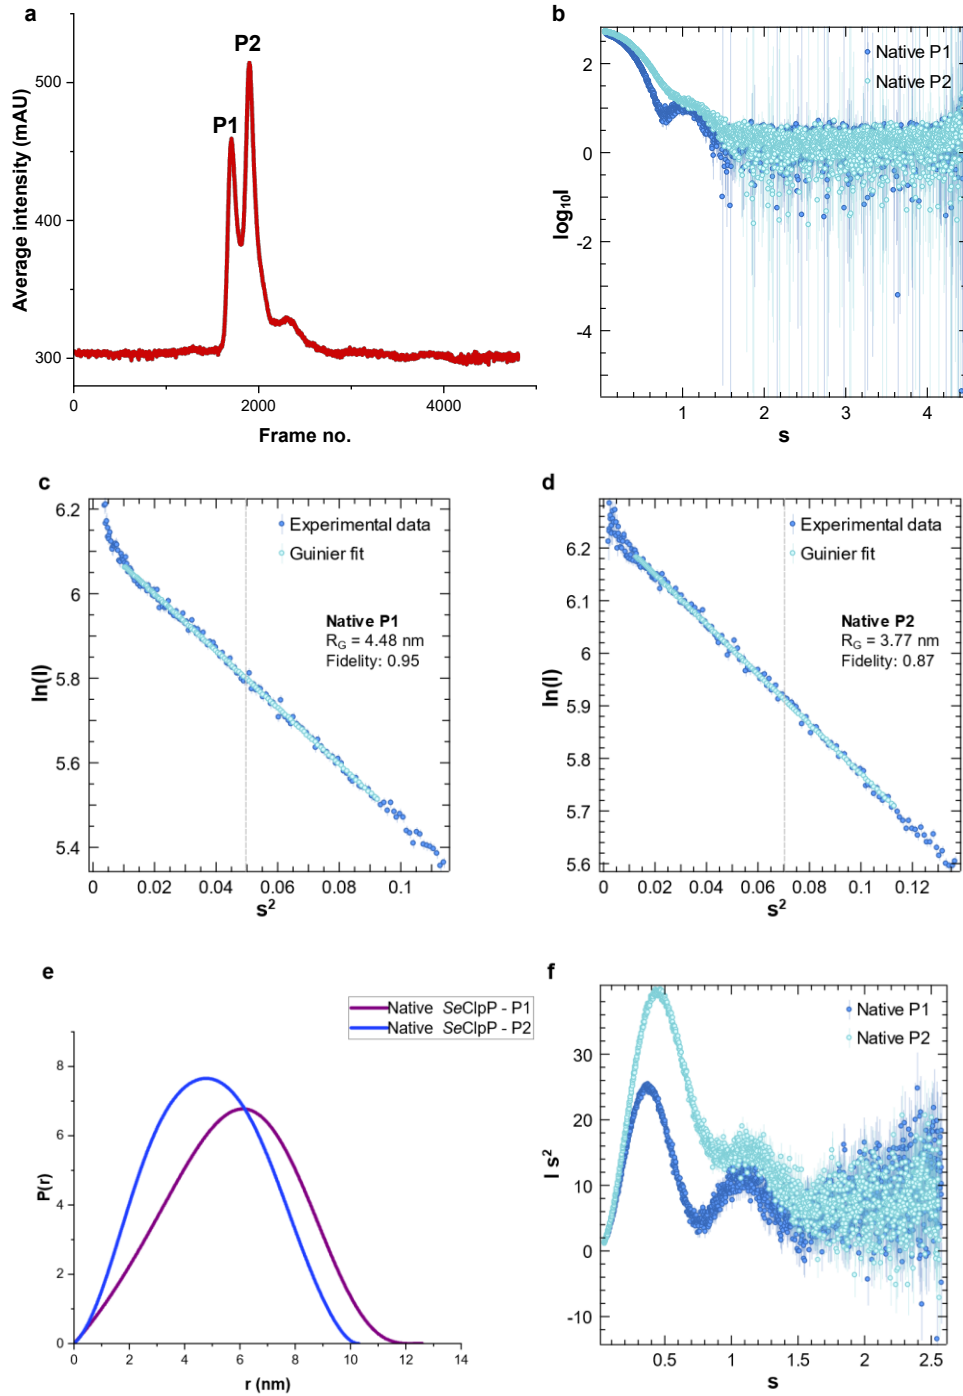 a
P1
P2
Average intensity (mAU)
500
400
300
0
2000
4000
Frame no.
b
Native P1
Native P2
log₁₀I
2
0
-2
-4
1
2
3
4
s
c
Experimental data
Guinier fit
Native P1
R_G = 4.48 nm
Fidelity: 0.95
ln(I)
6.2
6
5.8
5.6
5.4
0
0.02
0.04
0.06
0.08
0.1
s²
d
Experimental data
Guinier fit
Native P2
R_G = 3.77 nm
Fidelity: 0.87
ln(I)
6.2
6.1
6
5.9
5.8
5.7
5.6
0
0.02
0.04
0.06
0.08
0.1
0.12
s²
e
Native SeClpP - P1
Native SeClpP - P2
P(r)
8
6
4
2
0
0
2
4
6
8
10
12
14
r (nm)
f
Native P1
Native P2
I s²
30
20
10
0
-10
0.5
1
1.5
2
2.5
s